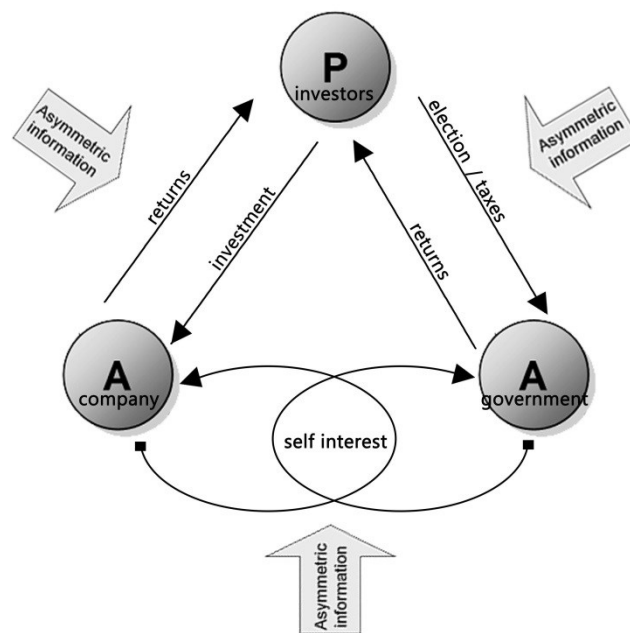 P
investors
Asymmetric
information
Asymmetric
information
returns
investment
returns
election / taxes
A
company
A
government
self interest
Asymmetric
information